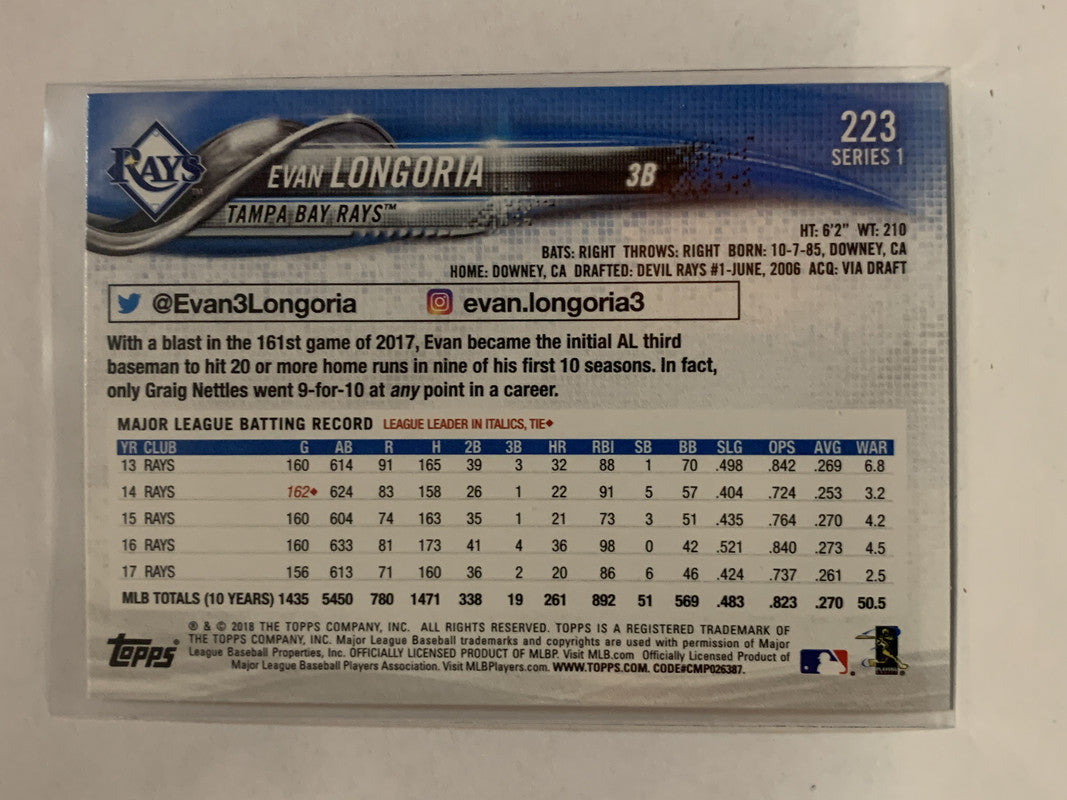 RAYS™
EVAN LONGORIA 3B
TAMPA BAY RAYS™
223
SERIES 1
HT: 6'2" WT: 210
BATS: RIGHT THROWS: RIGHT BORN: 10-7-85, DOWNEY, CA
HOME: DOWNEY, CA DRAFTED: DEVIL RAYS #1-JUNE, 2006 ACQ: VIA DRAFT
@Evan3Longoria evan.longoria3
With a blast in the 161st game of 2017, Evan became the initial AL third
baseman to hit 20 or more home runs in nine of his first 10 seasons. In fact,
only Graig Nettles went 9-for-10 at any point in a career.
MAJOR LEAGUE BATTING RECORD LEAGUE LEADER IN ITALICS, TIE◆
YR CLUB G AB R H 2B 3B HR RBI SB BB SLG OPS AVG WAR
13 RAYS 160 614 91 165 39 3 32 88 1 70 .498 .842 .269 6.8
14 RAYS 162◆ 624 83 158 26 1 22 91 5 57 .404 .724 .253 3.2
15 RAYS 160 604 74 163 35 1 21 73 3 51 .435 .764 .270 4.2
16 RAYS 160 633 81 173 41 4 36 98 0 42 .521 .840 .273 4.5
17 RAYS 156 613 71 160 36 2 20 86 6 46 .424 .737 .261 2.5
MLB TOTALS (10 YEARS) 1435 5450 780 1471 338 19 261 892 51 569 .483 .823 .270 50.5
Topps
® & © 2018 THE TOPPS COMPANY, INC. ALL RIGHTS RESERVED. TOPPS IS A REGISTERED TRADEMARK OF
THE TOPPS COMPANY, INC. Major League Baseball trademarks and copyrights are used with permission of Major
League Baseball Properties, Inc. OFFICIALLY LICENSED PRODUCT OF MLBP. Visit MLB.com Officially Licensed Product of
Major League Baseball Players Association. Visit MLBPlayers.com. WWW.TOPPS.COM. CODE#CMP026387.